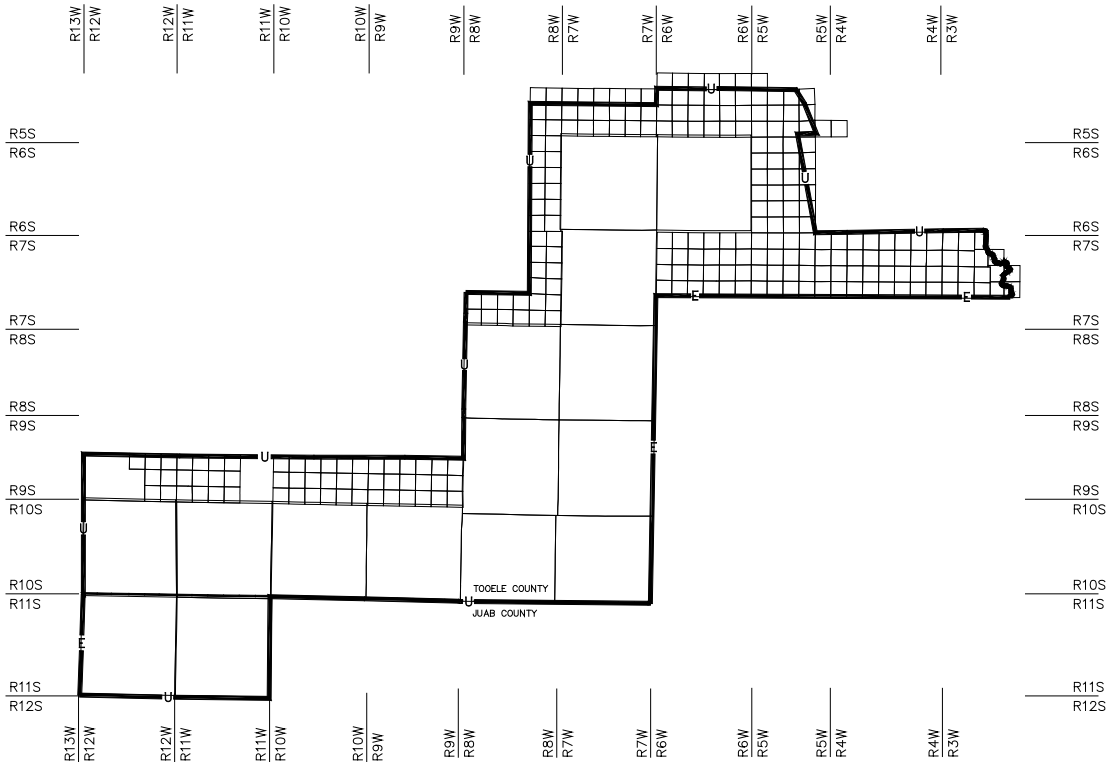 R13W R12W
R12W R11W
R11W R10W
R10W R9W
R9W R8W
R8W R7W
R7W R6W
R6W R5W
R5W R4W
R4W R3W
U
R5S R5S
R6S R6S
U
U
R6S U R6S
R7S R7S
E E
R7S R7S
R8S R8S
U
R8S R8S
R9S R9S
E
U
R9S R9S
R10S R10S
U
R10S TOOELE COUNTY R10S
R11S U R11S
JUAB COUNTY
E
R11S R11S
U
R12S R12S
R13W R12W
R12W R11W
R11W R10W
R10W R9W
R9W R8W
R8W R7W
R7W R6W
R6W R5W
R5W R4W
R4W R3W